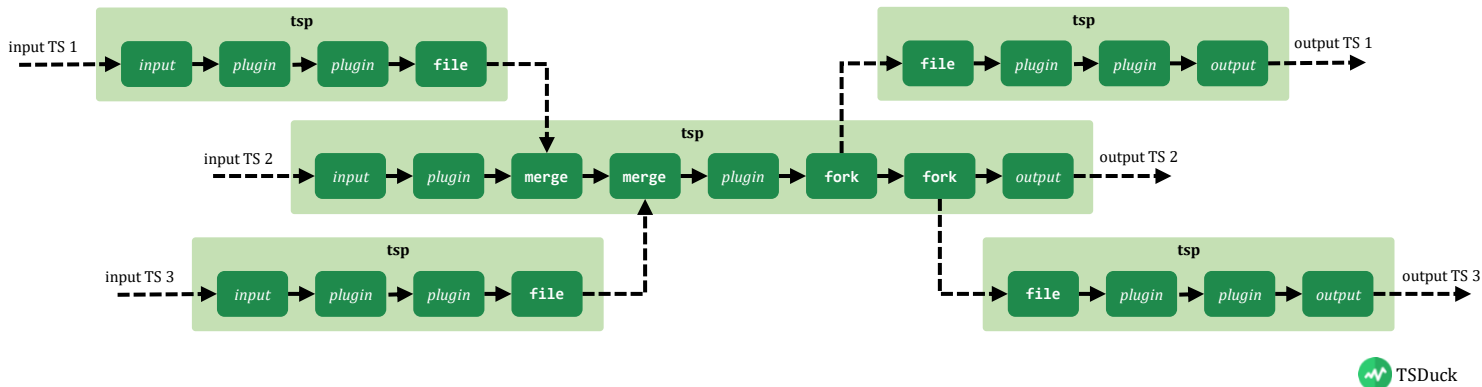 tsp
input TS 1
input plugin plugin file
tsp
file plugin plugin output
output TS 1
tsp
input TS 2
input plugin merge merge plugin fork fork output
output TS 2
tsp
input TS 3
input plugin plugin file
tsp
file plugin plugin output
output TS 3
TSDuck